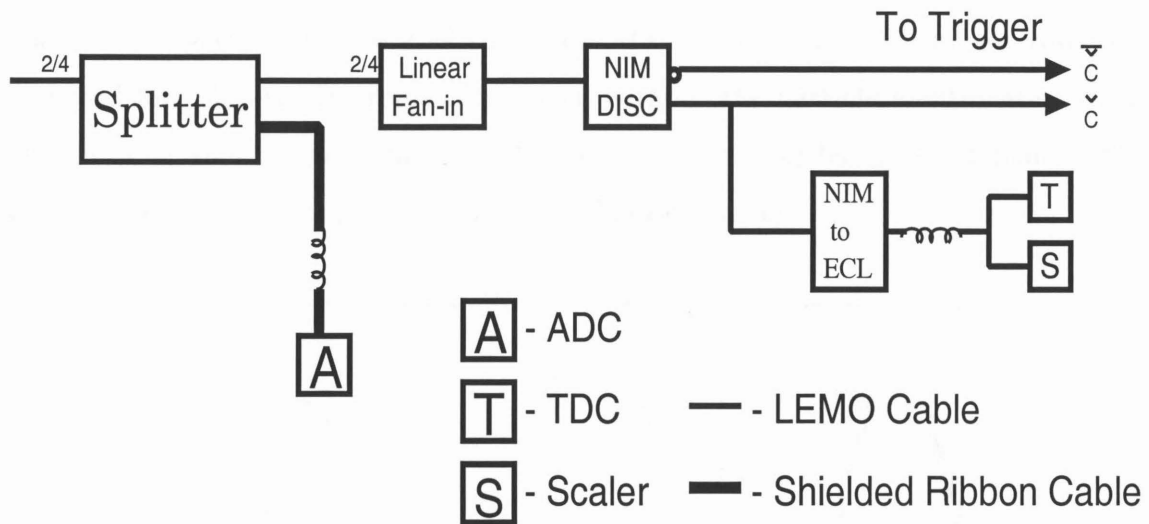 To Trigger
2/4
Splitter
2/4
Linear
Fan-in
NIM
DISC
C̄̌
Č
NIM
to
ECL
T
S
A
A - ADC
T - TDC
— - LEMO Cable
S - Scaler
— - Shielded Ribbon Cable